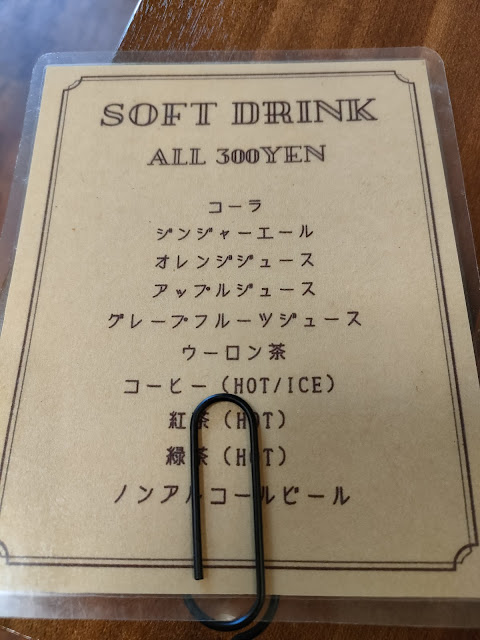 SOFT DRINK
ALL 300YEN
コーラ
ジンジャーエール
オレンジジュース
アップルジュース
グレープフルーツジュース
ウーロン茶
コーヒー（HOT/ICE）
紅茶（HOT）
緑茶（HOT）
ノンアルコールビール